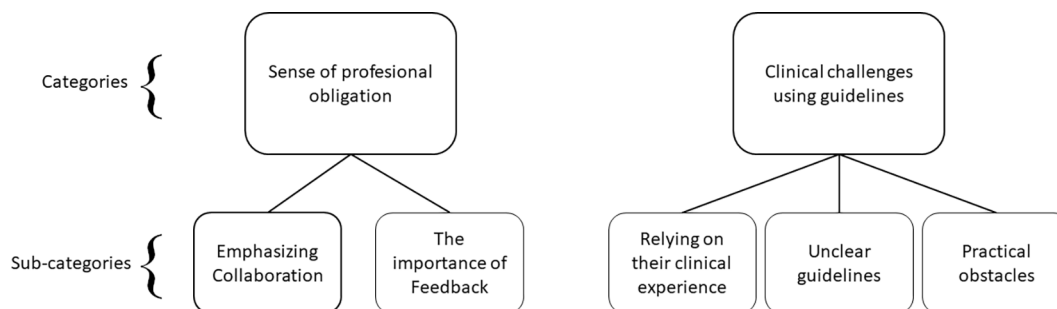 Categories
Sense of profesional
obligation
Clinical challenges
using guidelines
Sub-categories
Emphasizing
Collaboration
The
importance of
Feedback
Relying on
their clinical
experience
Unclear
guidelines
Practical
obstacles